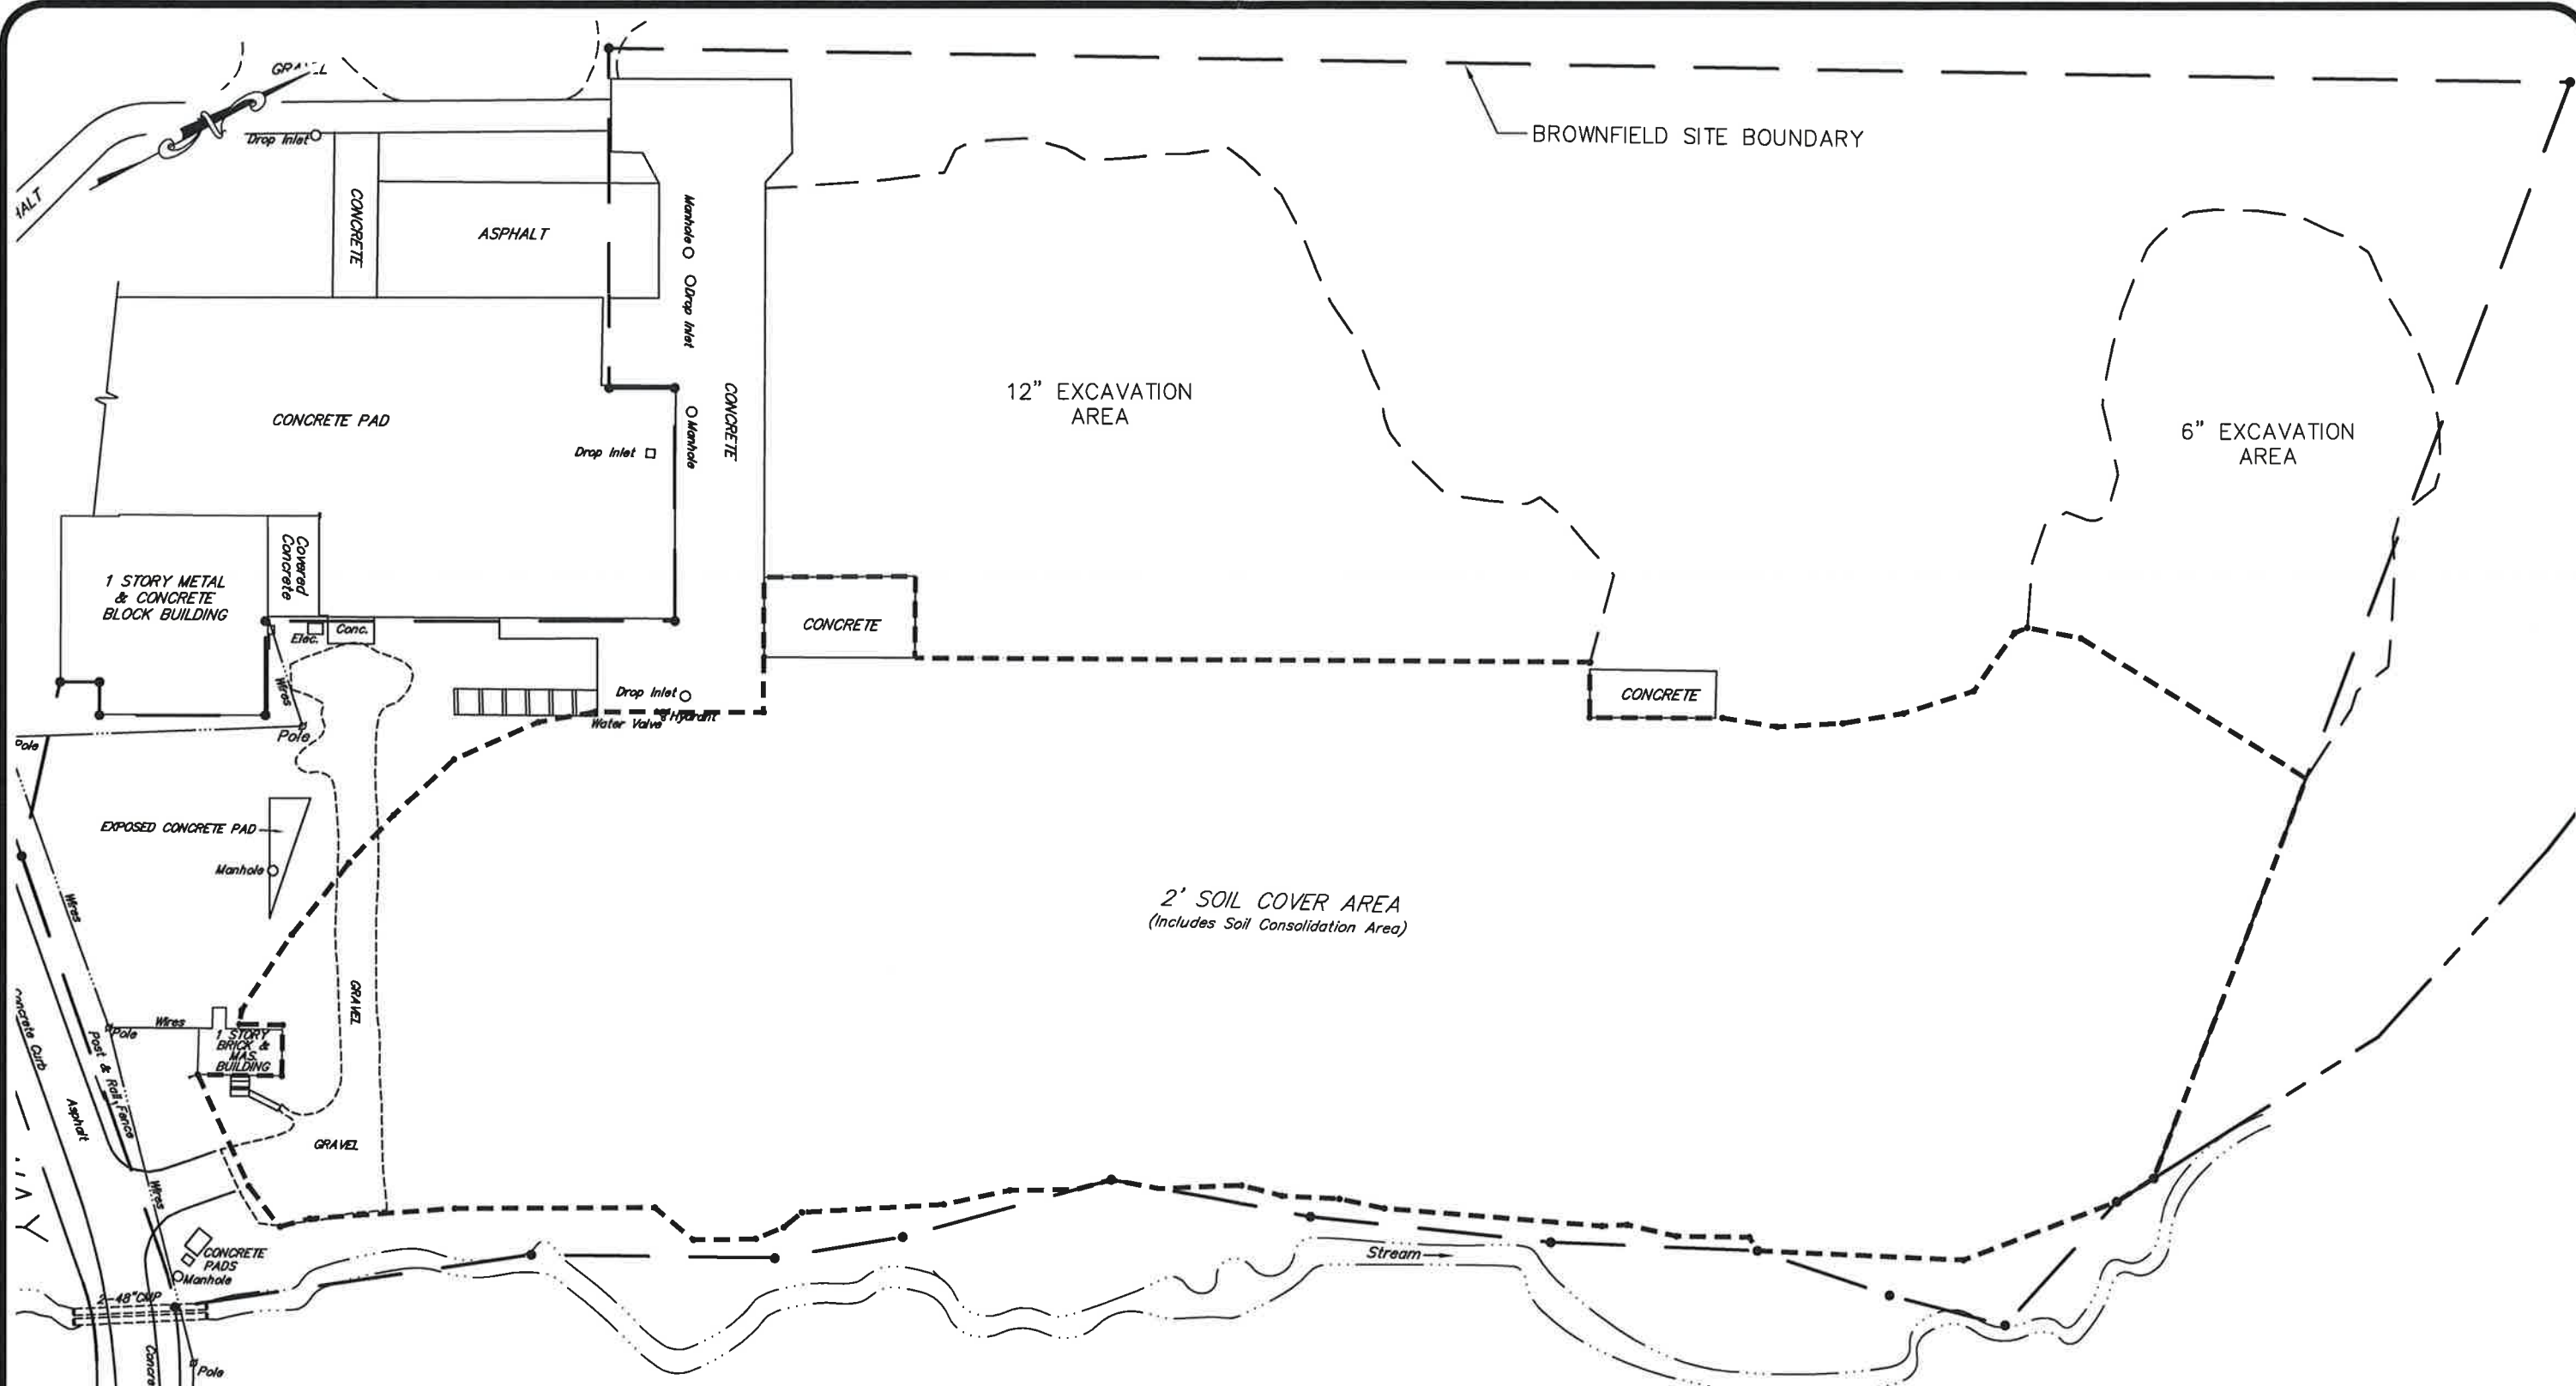 BROWNFIELD SITE BOUNDARY
Drop Inlet
CONCRETE
ASPHALT
Manhole
Drop Inlet
CONCRETE
Manhole
12" EXCAVATION
AREA
6" EXCAVATION
AREA
CONCRETE PAD
Drop Inlet
Covered
Concrete
1 STORY METAL
& CONCRETE
BLOCK BUILDING
Elec.
Conc.
CONCRETE
Wires
Drop Inlet
Hydrant
Water Valve
CONCRETE
Pole
Pole
EXPOSED CONCRETE PAD
Manhole
Wires
2' SOIL COVER AREA
(Includes Soil Consolidation Area)
GRAVEL
Concrete Curb
Wires
Pole
Post & Rail Fence
1 STORY
BRICK &
MAS.
BUILDING
Asphalt
GRAVEL
Wires
Stream
CONCRETE
PADS
Manhole
2-48"CMP
Pole